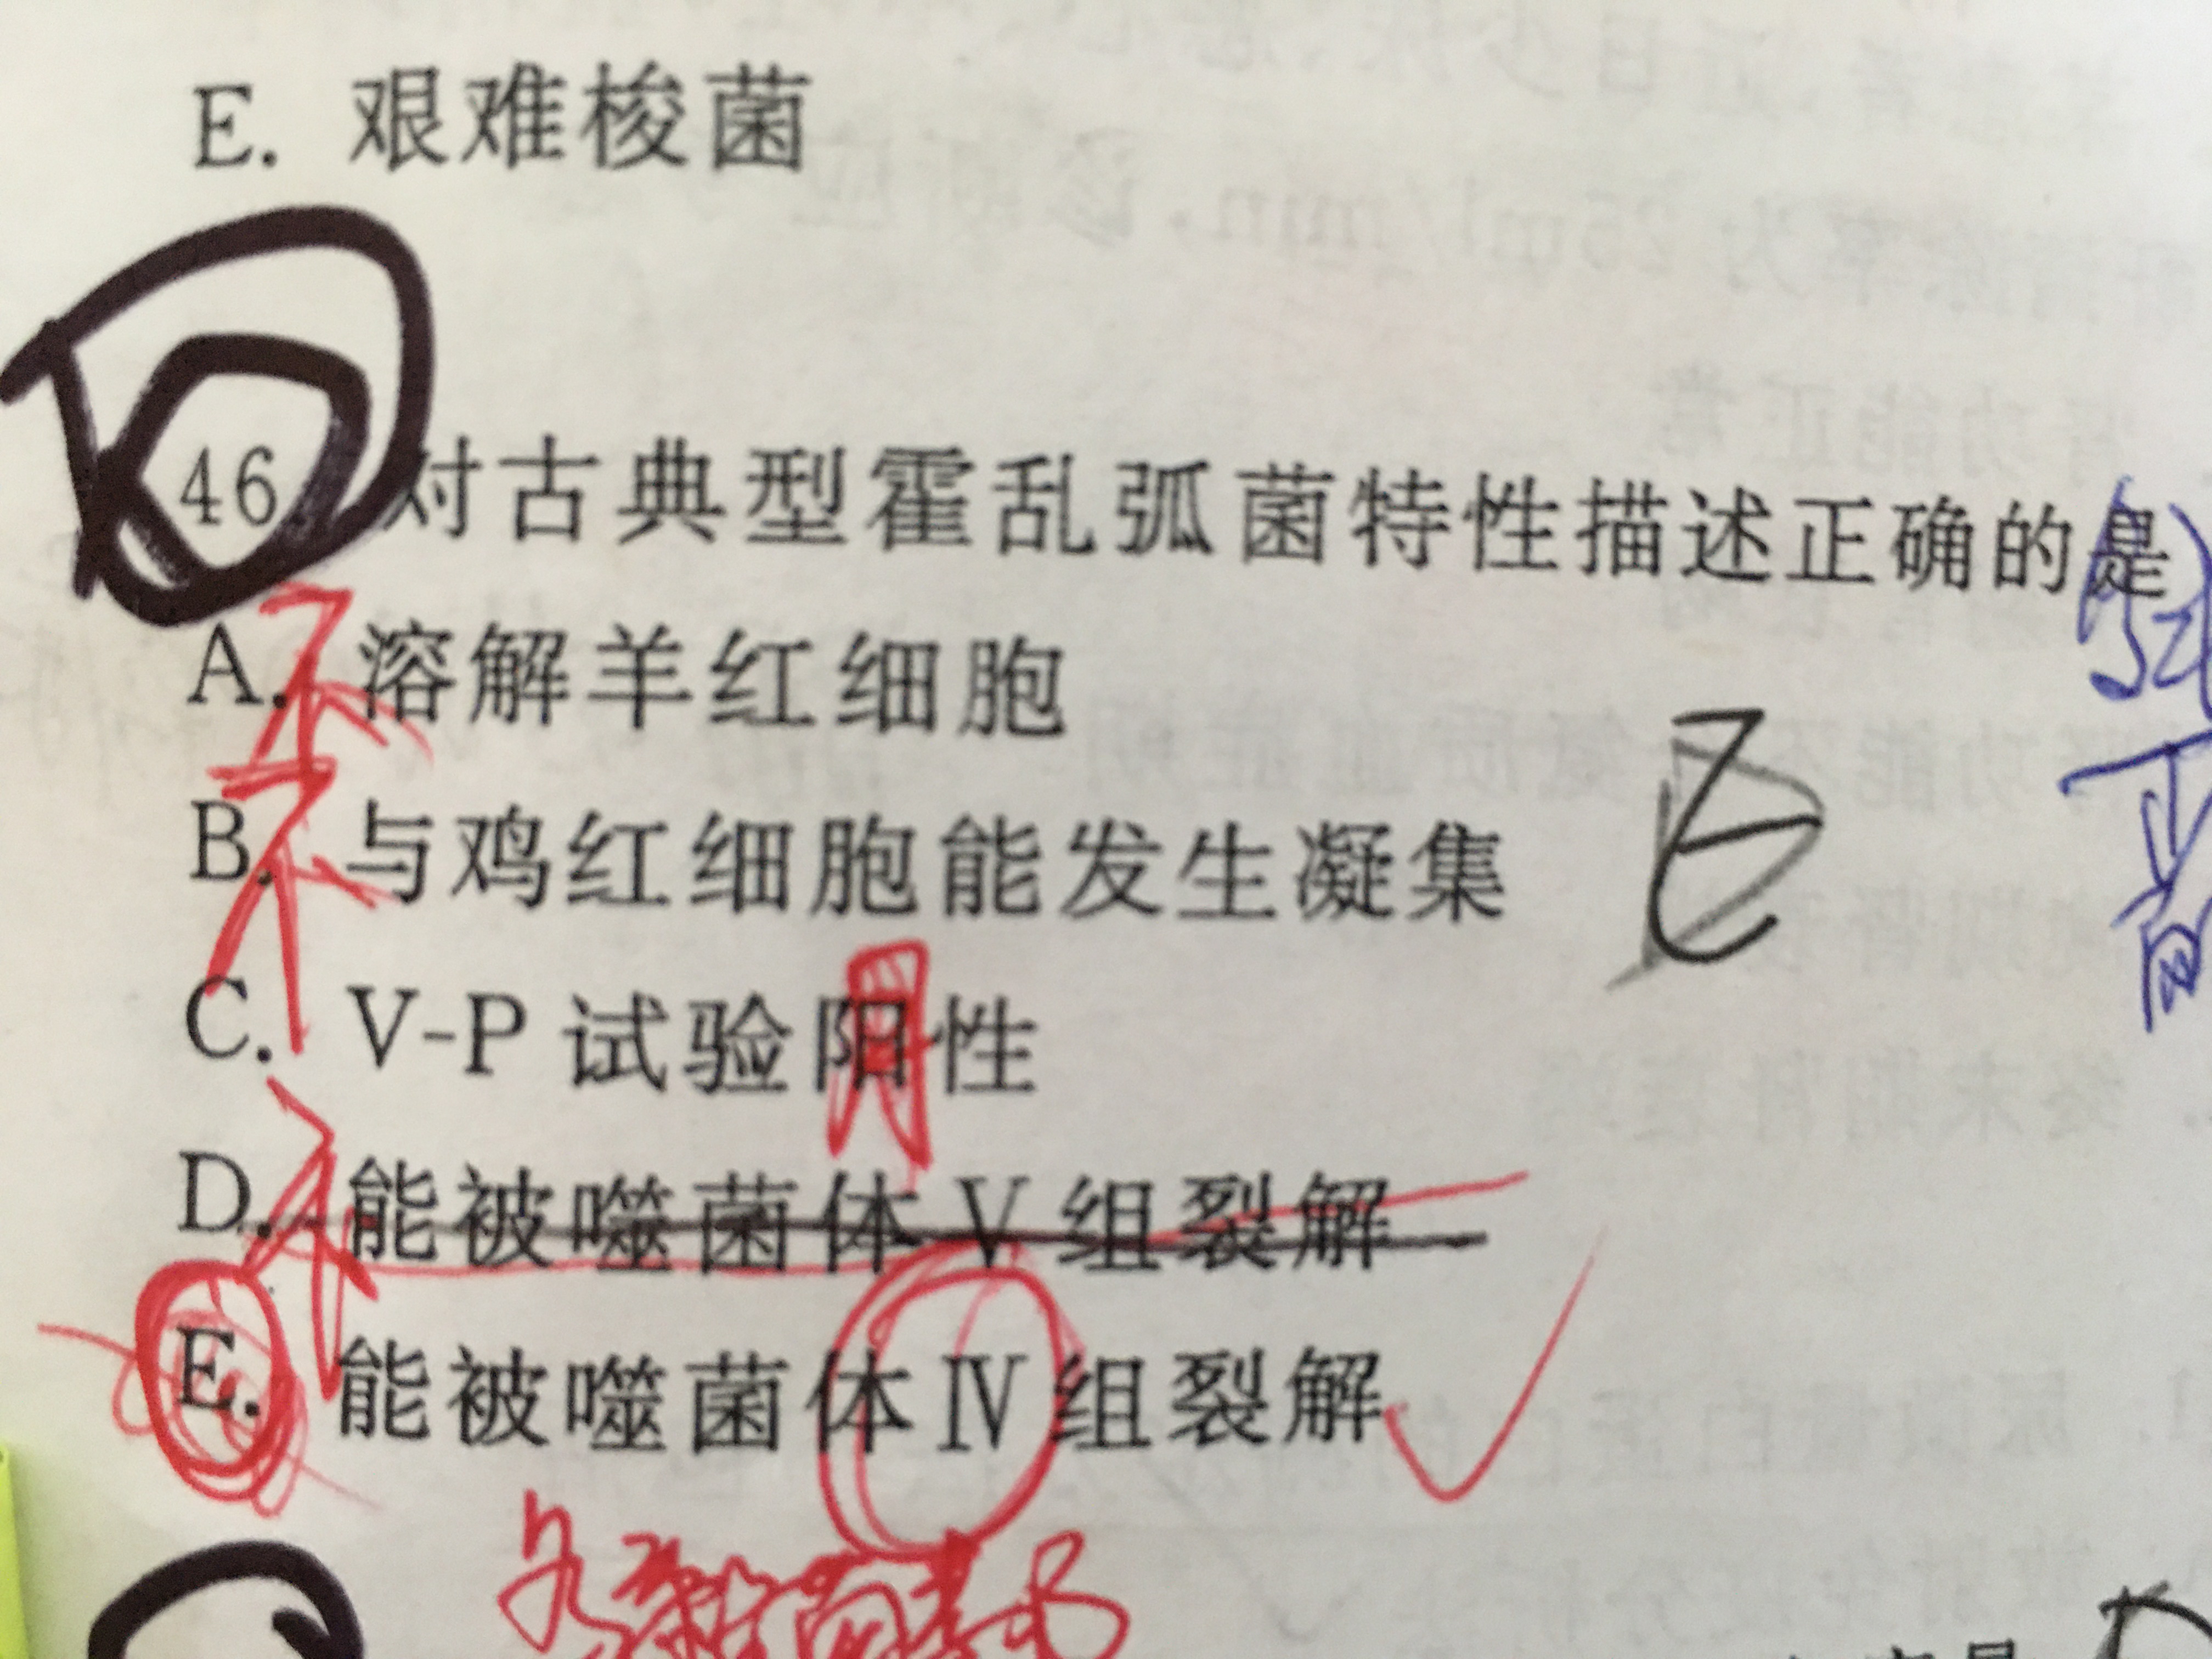 E. 艰难梭菌
46 对古典型霍乱弧菌特性描述正确的是
A. 溶解羊红细胞
B. 与鸡红细胞能发生凝集
C. V-P 试验阳性
D. 能被噬菌体 V 组裂解
E. 能被噬菌体 IV 组裂解